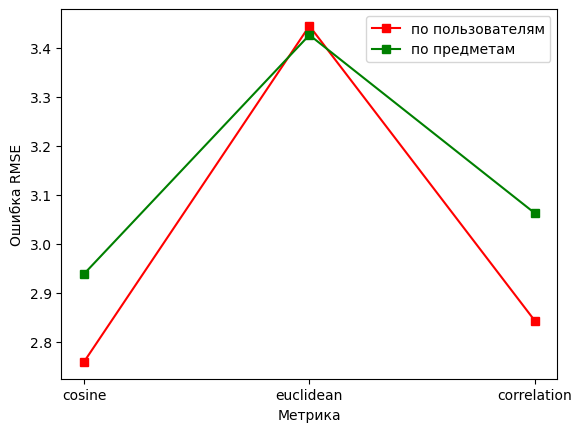 по пользователям
по предметам
3.4
3.3
3.2
3.1
3.0
2.9
2.8
Ошибка RMSE
cosine euclidean correlation
Метрика